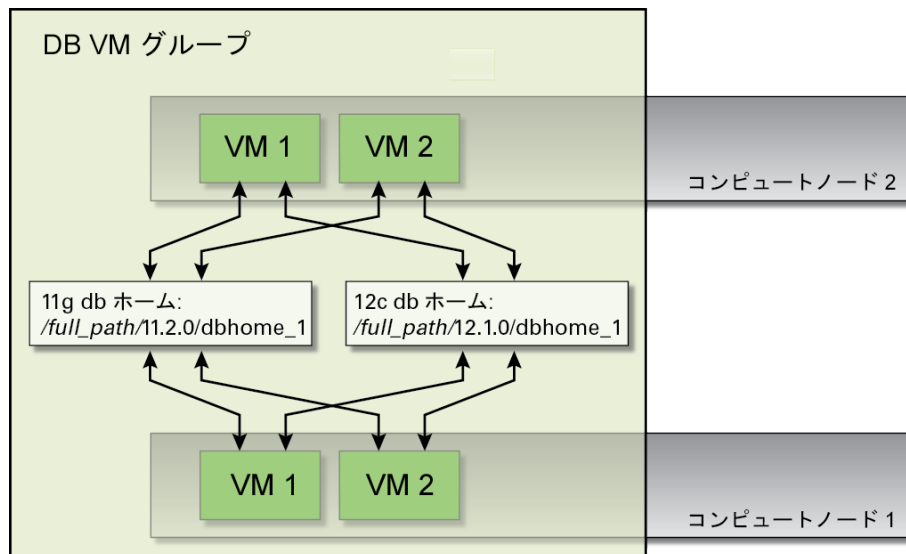 DB VM グループ
VM 1
VM 2
コンピュートノード 2
11g db ホーム:
/full_path/11.2.0/dbhome_1
12c db ホーム:
/full_path/12.1.0/dbhome_1
VM 1
VM 2
コンピュートノード 1